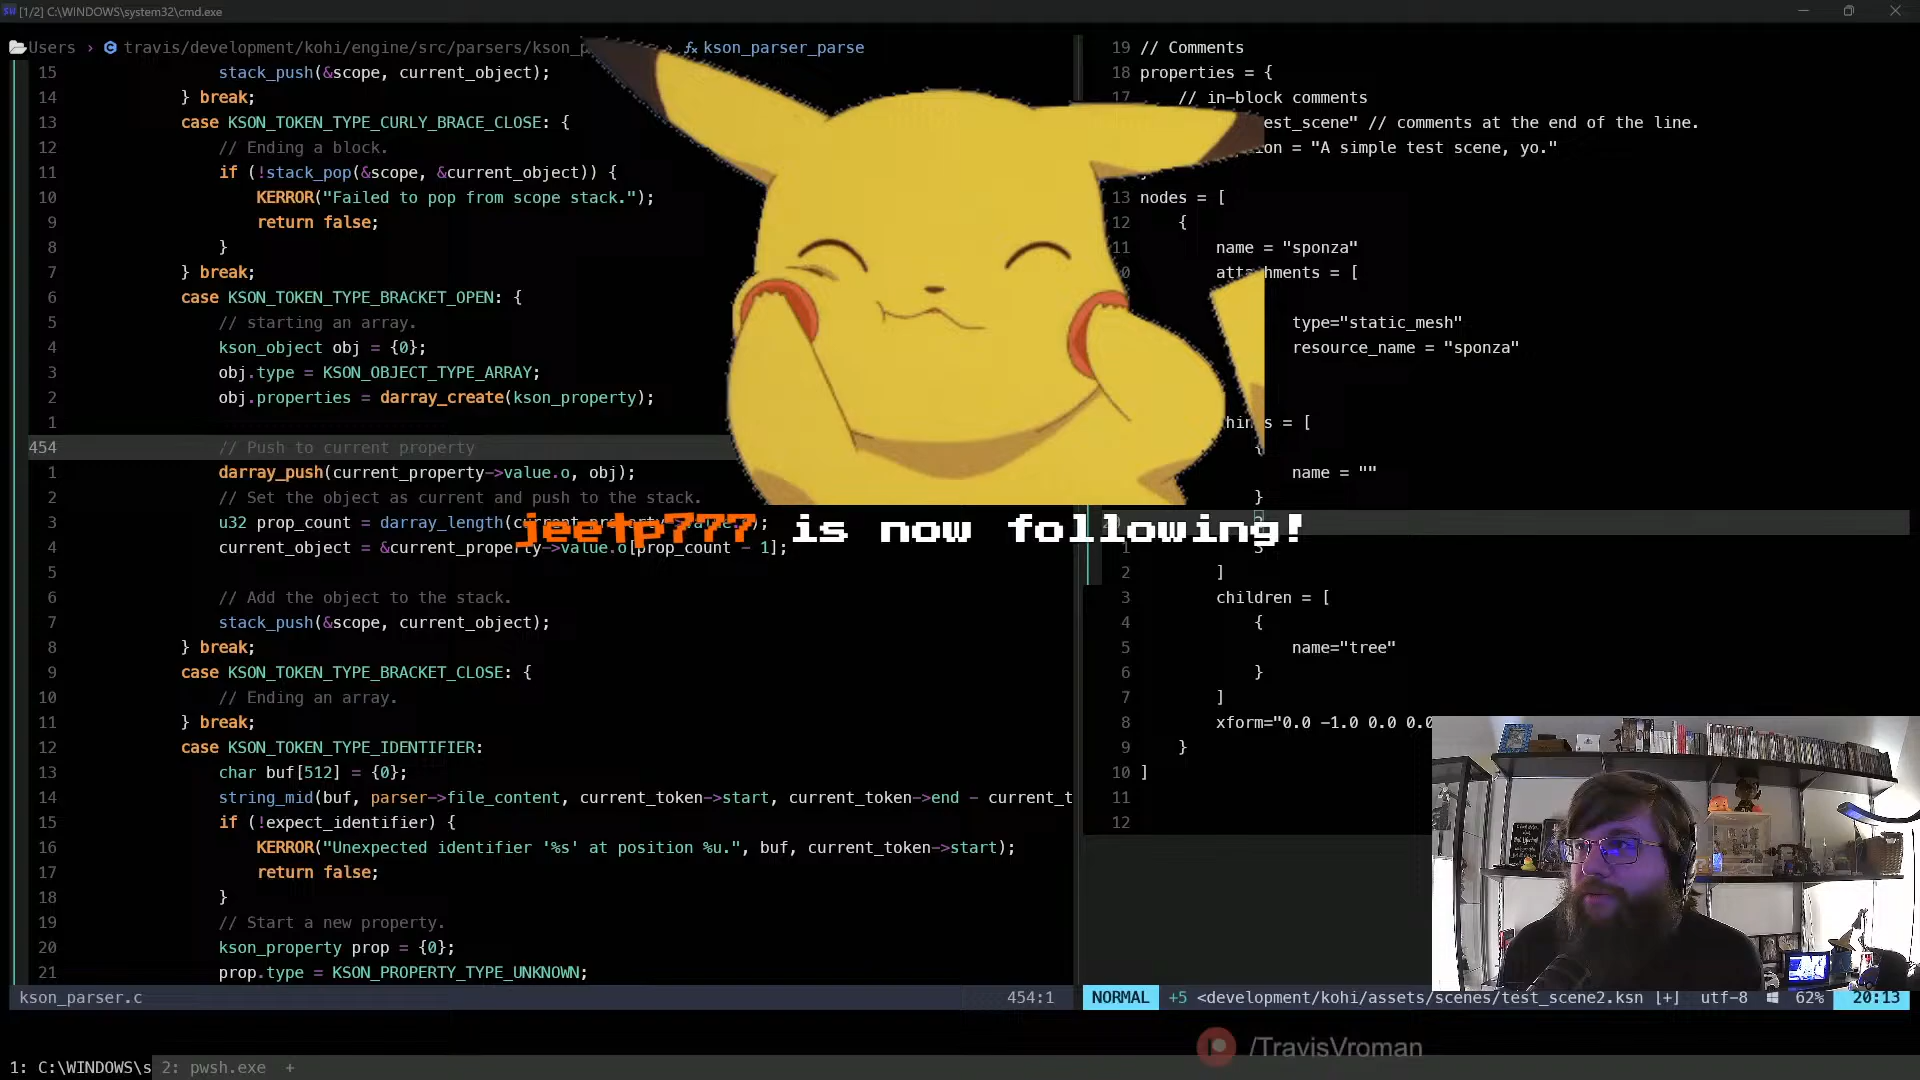 [1/2] C:\WINDOWS\system32\cmd.exe
Users › travis/development/kohi/engine/src/parsers/kson_p › kson_parser_parse
15 stack_push(&scope, current_object);
14 } break;
13 case KSON_TOKEN_TYPE_CURLY_BRACE_CLOSE: {
12 // Ending a block.
11 if (!stack_pop(&scope, &current_object)) {
10 KERROR("Failed to pop from scope stack.");
9 return false;
8 }
7 } break;
6 case KSON_TOKEN_TYPE_BRACKET_OPEN: {
5 // starting an array.
4 kson_object obj = {0};
3 obj.type = KSON_OBJECT_TYPE_ARRAY;
2 obj.properties = darray_create(kson_property);
1
454 // Push to current property
1 darray_push(current_property->value.o, obj);
2 // Set the object as current and push to the stack.
3 u32 prop_count = darray_length(
4 current_object = &current_property->value.o[prop_count - 1];
5
6 // Add the object to the stack.
7 stack_push(&scope, current_object);
8 } break;
9 case KSON_TOKEN_TYPE_BRACKET_CLOSE: {
10 // Ending an array.
11 } break;
12 case KSON_TOKEN_TYPE_IDENTIFIER:
13 char buf[512] = {0};
14 string_mid(buf, parser->file_content, current_token->start, current_token->end - current_t
15 if (!expect_identifier) {
16 KERROR("Unexpected identifier '%s' at position %u.", buf, current_token->start);
17 return false;
18 }
19 // Start a new property.
20 kson_property prop = {0};
21 prop.type = KSON_PROPERTY_TYPE_UNKNOWN;
kson_parser.c 454:1
jeetp777 is now following!
19 // Comments
18 properties = {
17 // in-block comments
est_scene" // comments at the end of the line.
ion = "A simple test scene, yo."
13 nodes = [
12 {
11 name = "sponza"
0 attachments = [
type="static_mesh"
resource_name = "sponza"
hings = [
{
name = ""
}
1
2 ]
3 children = [
4 {
5 name="tree"
6 }
7 ]
8 xform="0.0 -1.0 0.0 0.0
9 }
10 ]
11
12
NORMAL +5 <development/kohi/assets/scenes/test_scene2.ksn [+] utf-8 62% 20:13
/TravisVroman
1: C:\WINDOWS\s 2: pwsh.exe +